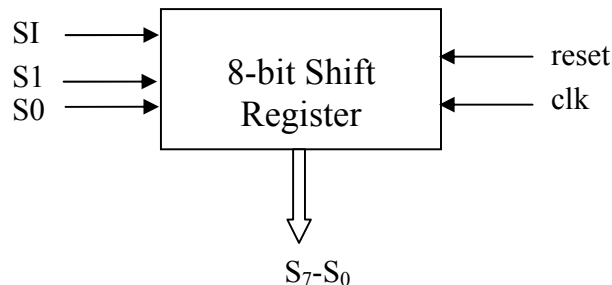 SI
S1
S0
8-bit Shift
Register
reset
clk
S₇-S₀